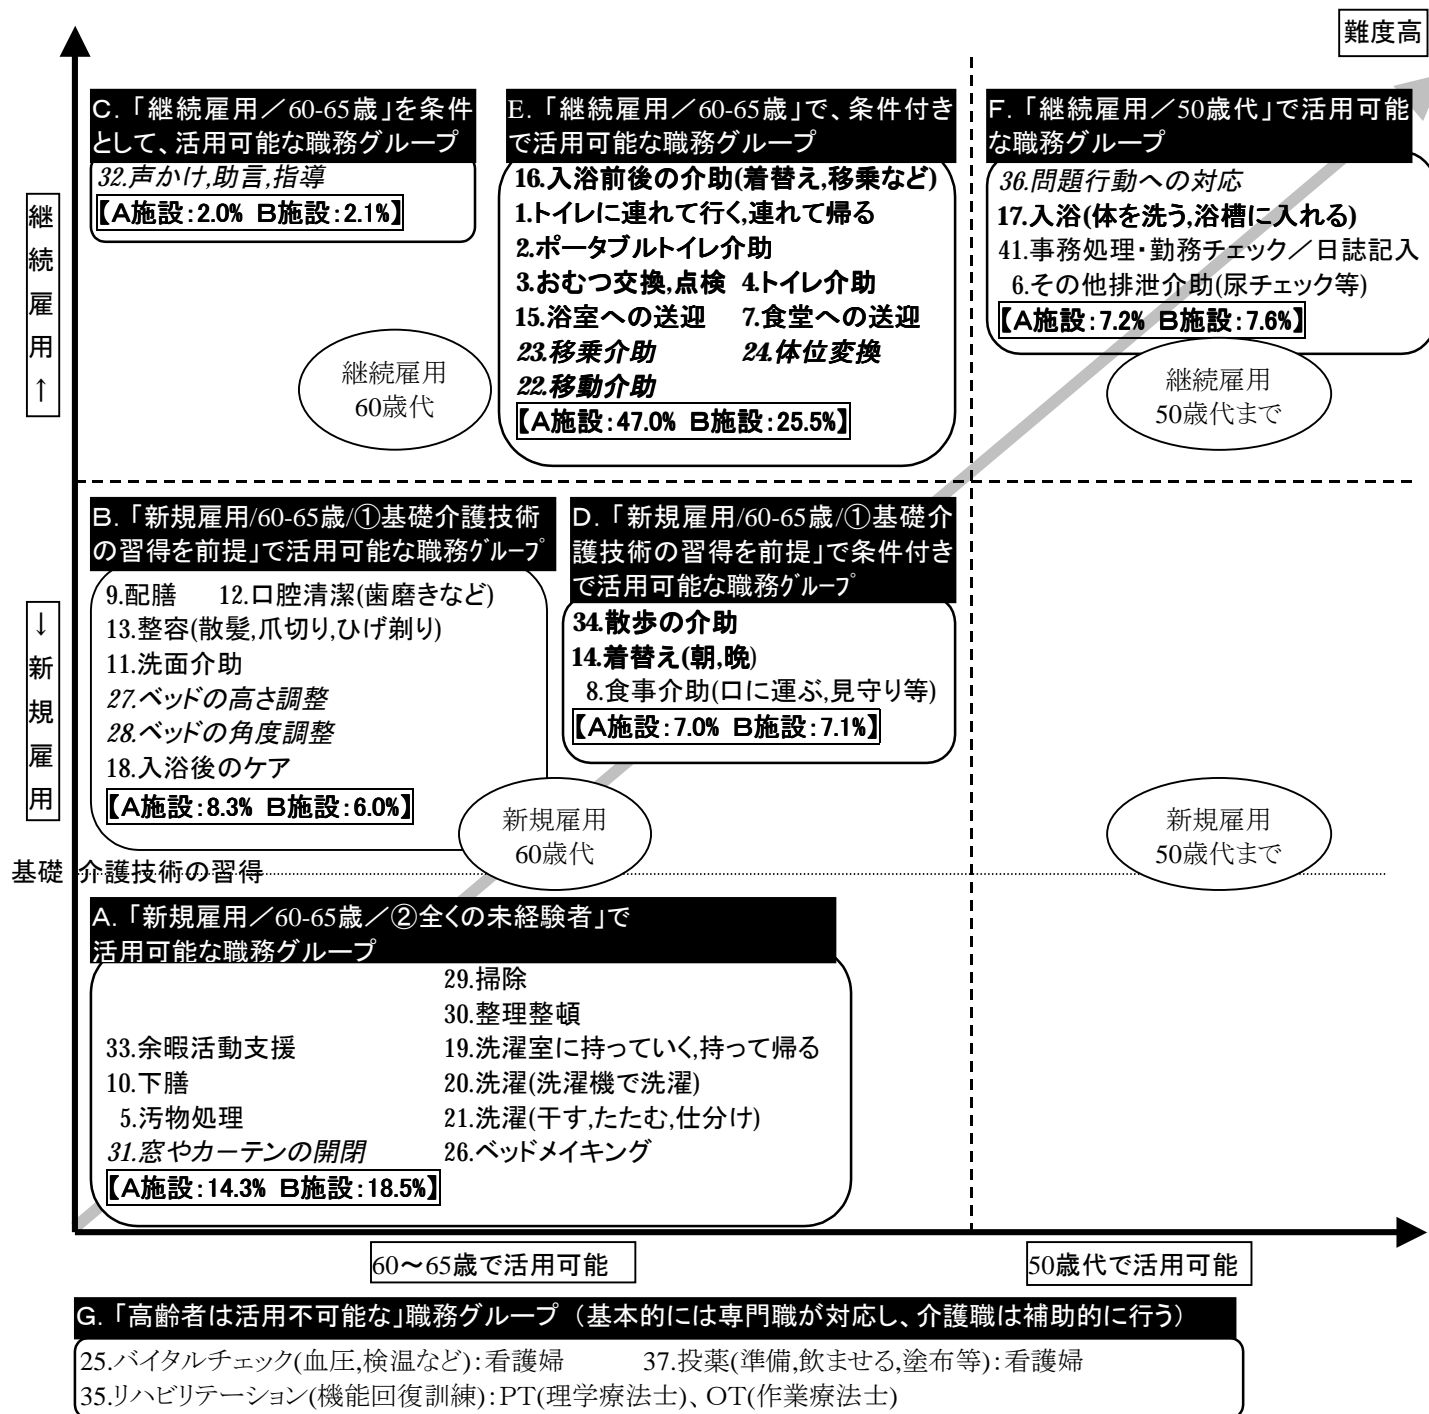 難度高
C.「継続雇用／60-65歳」を条件
として、活用可能な職務グループ
32.声かけ,助言,指導
【A施設:2.0% B施設:2.1%】
E.「継続雇用／60-65歳」で、条件付き
で活用可能な職務グループ
16.入浴前後の介助(着替え,移乗など)
1.トイレに連れて行く,連れて帰る
2.ポータブルトイレ介助
3.おむつ交換,点検 4.トイレ介助
15.浴室への送迎 7.食堂への送迎
23.移乗介助 24.体位変換
22.移動介助
【A施設:47.0% B施設:25.5%】
F.「継続雇用／50歳代」で活用可能
な職務グループ
36.問題行動への対応
17.入浴(体を洗う,浴槽に入れる)
41.事務処理・勤務チェック／日誌記入
6.その他排泄介助(尿チェック等)
【A施設:7.2% B施設:7.6%】
継続雇用↑
継続雇用
60歳代
継続雇用
50歳代まで
B.「新規雇用/60-65歳/①基礎介護技術
の習得を前提」で活用可能な職務ｸﾞﾙｰﾌﾟ
9.配膳 12.口腔清潔(歯磨きなど)
13.整容(散髪,爪切り,ひげ剃り)
11.洗面介助
27.ベッドの高さ調整
28.ベッドの角度調整
18.入浴後のケア
【A施設:8.3% B施設:6.0%】
D.「新規雇用/60-65歳/①基礎介
護技術の習得を前提」で条件付き
で活用可能な職務ｸﾞﾙｰﾌﾟ
34.散歩の介助
14.着替え(朝,晩)
8.食事介助(口に運ぶ,見守り等)
【A施設:7.0% B施設:7.1%】
↓新規雇用
新規雇用
60歳代
新規雇用
50歳代まで
基礎介護技術の習得
A.「新規雇用／60-65歳／②全くの未経験者」で
活用可能な職務グループ
29.掃除
30.整理整頓
33.余暇活動支援 19.洗濯室に持っていく,持って帰る
10.下膳 20.洗濯(洗濯機で洗濯)
5.汚物処理 21.洗濯(干す,たたむ,仕分け)
31.窓やカーテンの開閉 26.ベッドメイキング
【A施設:14.3% B施設:18.5%】
60～65歳で活用可能
50歳代で活用可能
G.「高齢者は活用不可能な」職務グループ（基本的には専門職が対応し、介護職は補助的に行う）
25.バイタルチェック(血圧,検温など):看護婦 37.投薬(準備,飲ませる,塗布等):看護婦
35.リハビリテーション(機能回復訓練):PT(理学療法士)、OT(作業療法士)